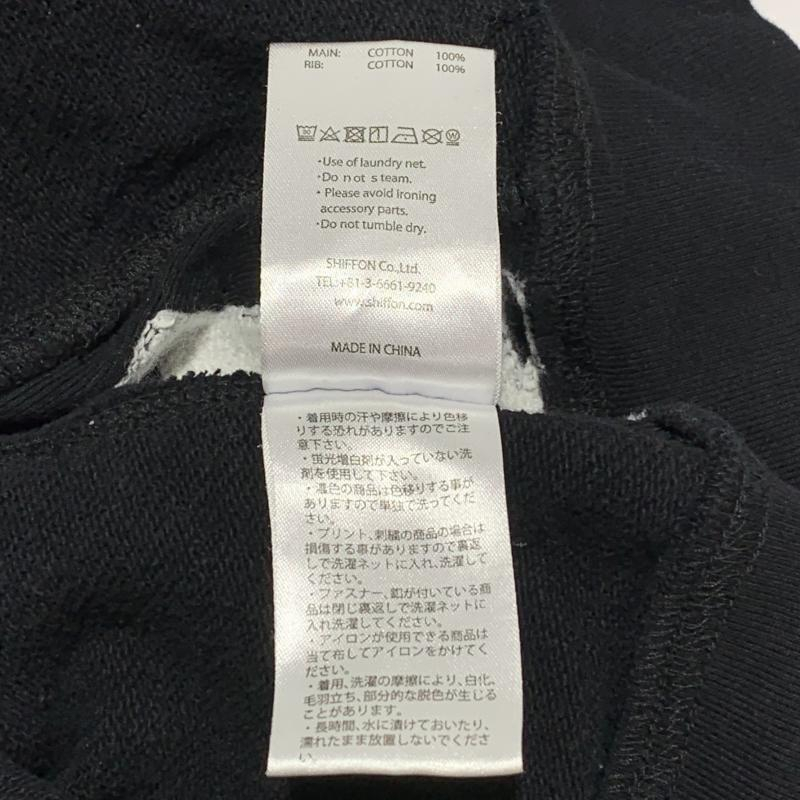 MAIN: COTTON 100%
RIB: COTTON 100%
・Use of laundry net.
・Do not steam.
・Please avoid ironing
accessory parts.
・Do not tumble dry.
SHIFFON Co.,Ltd.
TEL:+81-3-6661-9240
www.shiffon.com
MADE IN CHINA
・着用時の汗や摩擦により色移
りする恐れがありますのでご注
意下さい。
・蛍光増白剤が入っていない洗
剤を使用して下さい。
・濃色の商品は色移りする事が
ありますので単独で洗ってくだ
さい。
・プリント、刺繍の商品の場合は
損傷する事がありますので裏返
しで洗濯ネットに入れ、洗濯して
ください。
・ファスナー、釦が付いている商
品は閉じ裏返しで洗濯ネットに
入れ洗濯してください。
・アイロンが使用できる商品は
当て布してアイロンをかけてく
ださい。
・着用、洗濯の摩擦により、白化、
毛羽立ち、部分的な脱色が生じる
ことがあります。
・長時間、水に漬けておいたり、
濡れたまま放置しないでくださ
い。